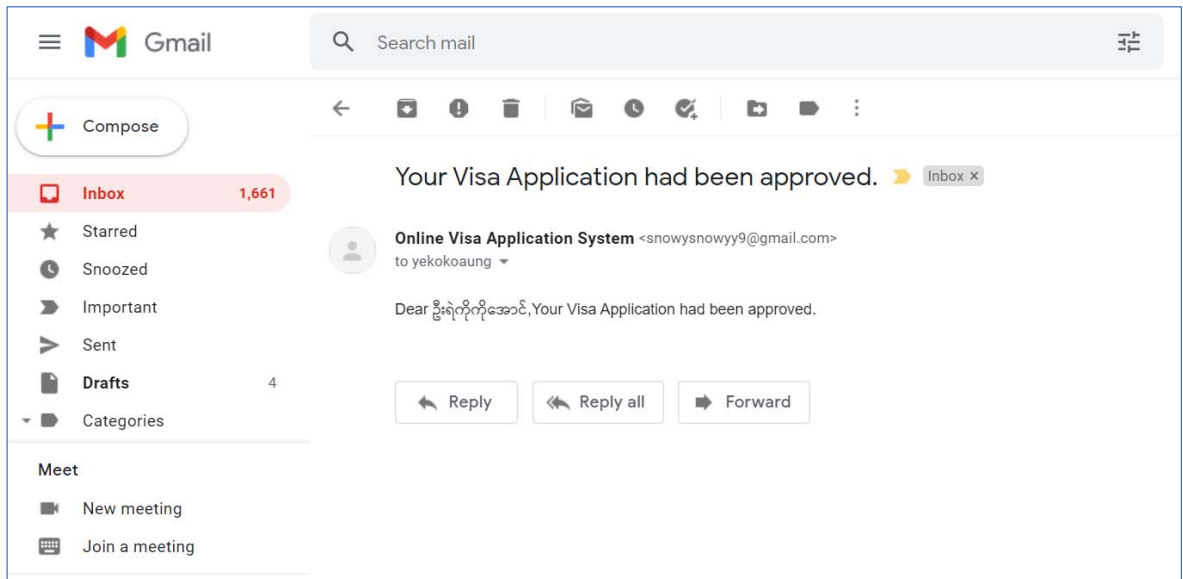 Gmail
Search mail
Compose
Inbox 1,661
Starred
Snoozed
Important
Sent
Drafts 4
Categories
Meet
New meeting
Join a meeting
Your Visa Application had been approved. Inbox ×
Online Visa Application System <snowysnowyy9@gmail.com>
to yekokoaung
Dear ဦးရဲကိုကိုအောင်,Your Visa Application had been approved.
Reply Reply all Forward